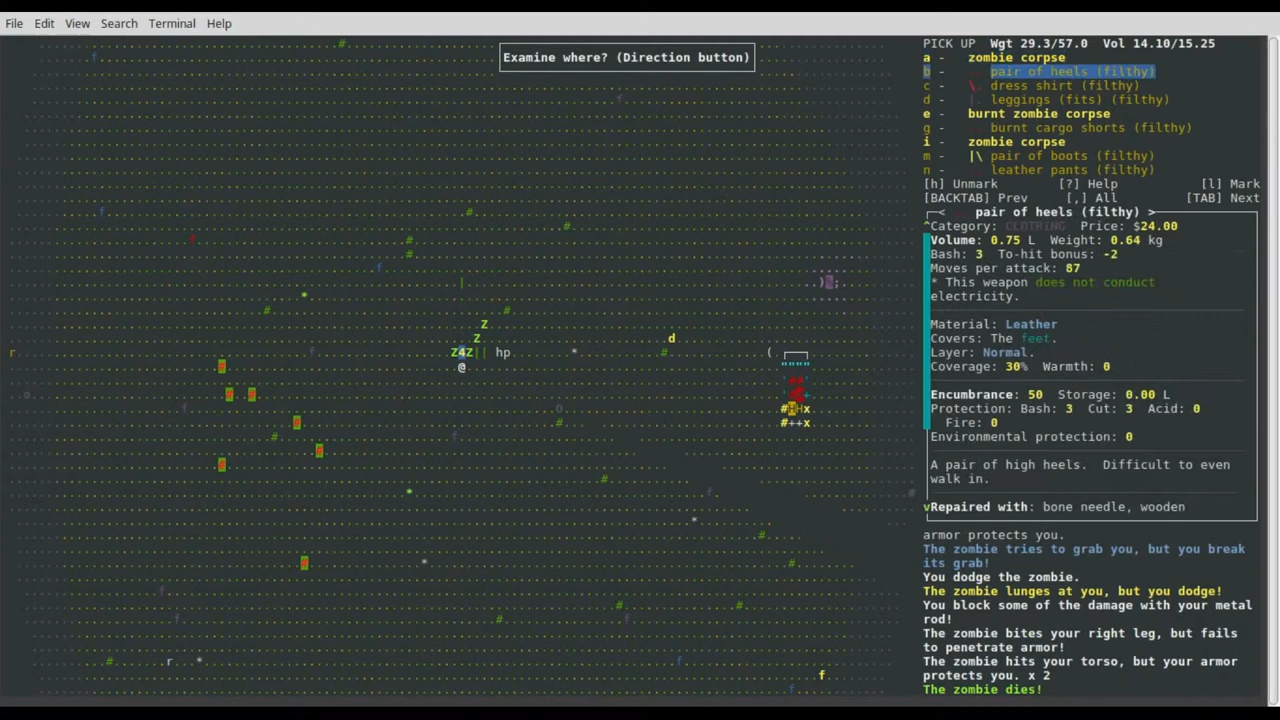 File Edit View Search Terminal Help
Examine where? (Direction button)
PICK UP Wgt 29.3/57.0 Vol 14.10/15.25
a - zombie corpse
b - pair of heels (filthy)
c - \. dress shirt (filthy)
d - | leggings (fits) (filthy)
e - burnt zombie corpse
g - burnt cargo shorts (filthy)
i - zombie corpse
m - |\ pair of boots (filthy)
n - leather pants (filthy)
[h] Unmark [?] Help [l] Mark
[BACKTAB] Prev [,] All [TAB] Next
< pair of heels (filthy) >
^Category: CLOTHING Price: $24.00
Volume: 0.75 L Weight: 0.64 kg
Bash: 3 To-hit bonus: -2
Moves per attack: 87
* This weapon does not conduct
electricity.
Material: Leather
Covers: The feet.
Layer: Normal.
Coverage: 30% Warmth: 0
Encumbrance: 50 Storage: 0.00 L
Protection: Bash: 3 Cut: 3 Acid: 0
Fire: 0
Environmental protection: 0
A pair of high heels. Difficult to even
walk in.
vRepaired with: bone needle, wooden
armor protects you.
The zombie tries to grab you, but you break
its grab!
You dodge the zombie.
The zombie lunges at you, but you dodge!
You block some of the damage with your metal
rod!
The zombie bites your right leg, but fails
to penetrate armor!
The zombie hits your torso, but your armor
protects you. x 2
The zombie dies!
Z
Z d
Z4Z|| hp
@